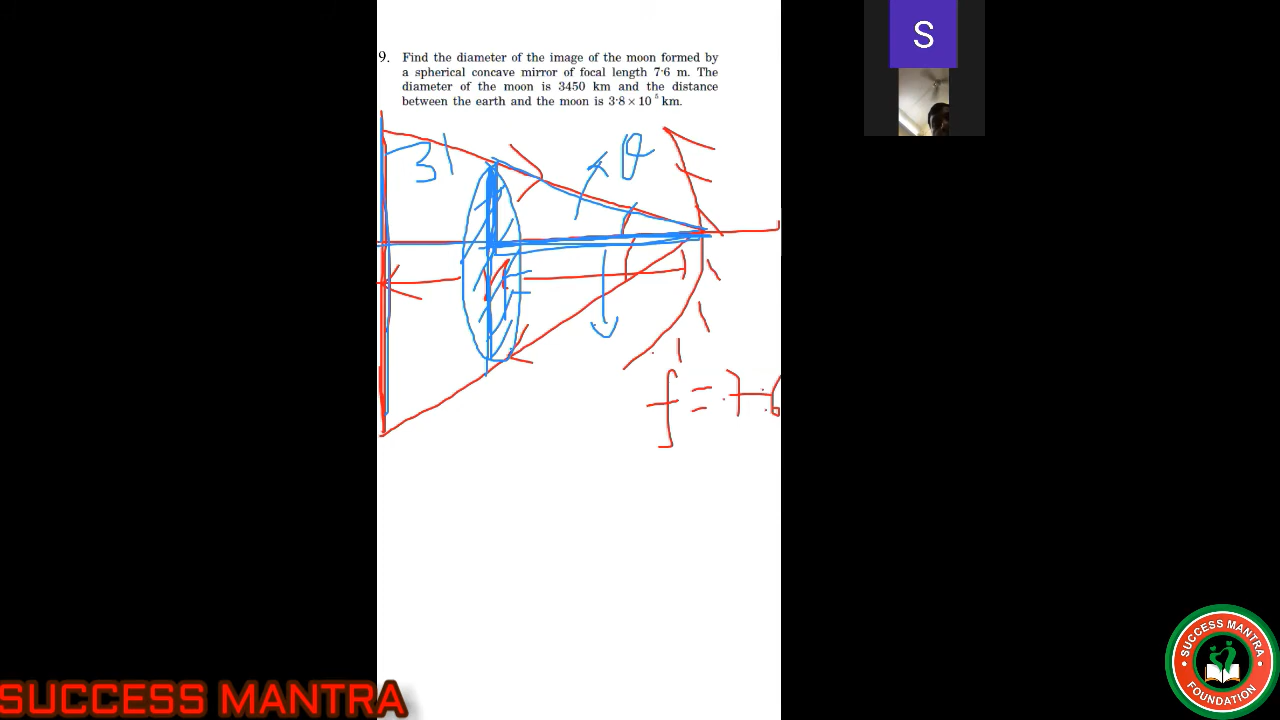 S
9. Find the diameter of the image of the moon formed by
a spherical concave mirror of focal length 7·6 m. The
diameter of the moon is 3450 km and the distance
between the earth and the moon is 3·8 × 10⁵ km.
θ
f = 7.6
SUCCESS MANTRA
SUCCESS MANTRA
FOUNDATION